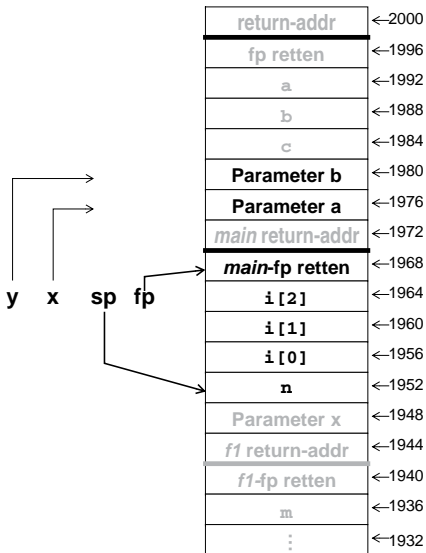 return-addr ←2000
fp retten ←1996
a ←1992
b ←1988
c ←1984
Parameter b ←1980
Parameter a ←1976
main return-addr ←1972
main-fp retten ←1968
y x sp fp i[2] ←1964
i[1] ←1960
i[0] ←1956
n ←1952
Parameter x ←1948
f1 return-addr ←1944
f1-fp retten ←1940
m ←1936
⋮ ←1932